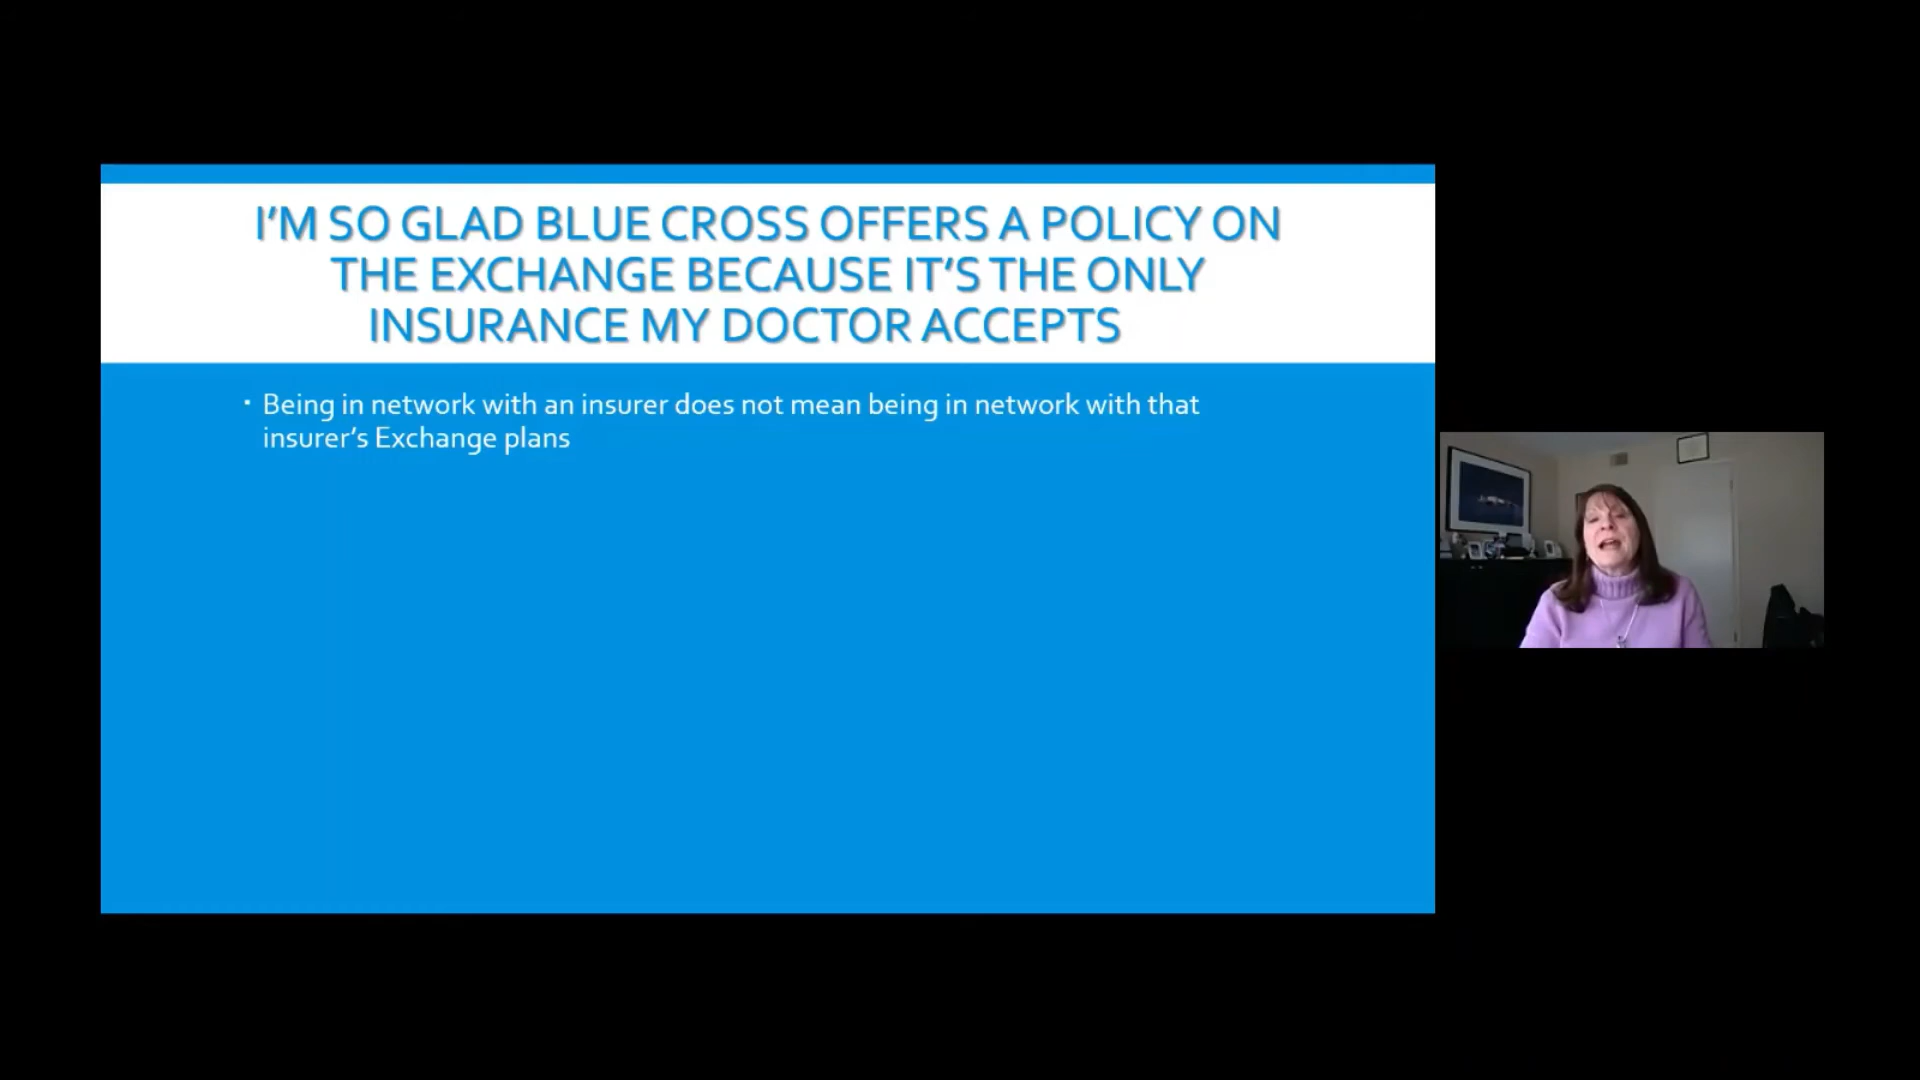 I'M SO GLAD BLUE CROSS OFFERS A POLICY ON
THE EXCHANGE BECAUSE IT'S THE ONLY
INSURANCE MY DOCTOR ACCEPTS
▪ Being in network with an insurer does not mean being in network with that
insurer's Exchange plans